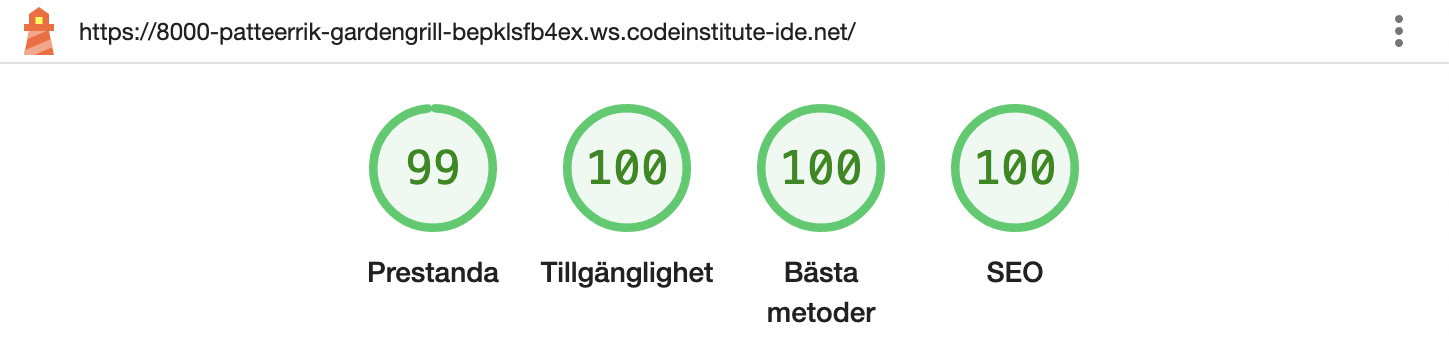 https://8000-patteerrik-gardengrill-bepklsfb4ex.ws.codeinstitute-ide.net/
99 100 100 100
Prestanda Tillgänglighet Bästa metoder SEO